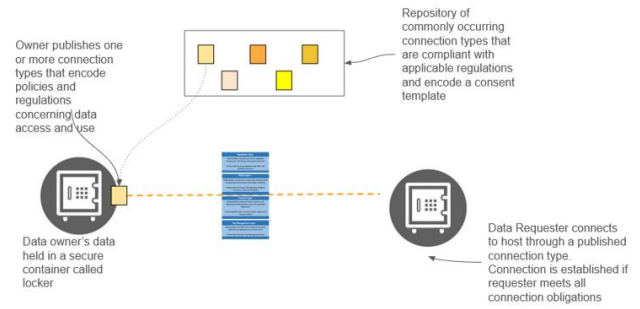 Repository of
commonly occurring
connection types that
are compliant with
applicable regulations
and encode a consent
template
Owner publishes one
or more connection
types that encode
policies and
regulations
concerning data
access and use
Data owner's data
held in a secure
container called
locker
Data Requester connects
to host through a published
connection type.
Connection is established if
requester meets all
connection obligations